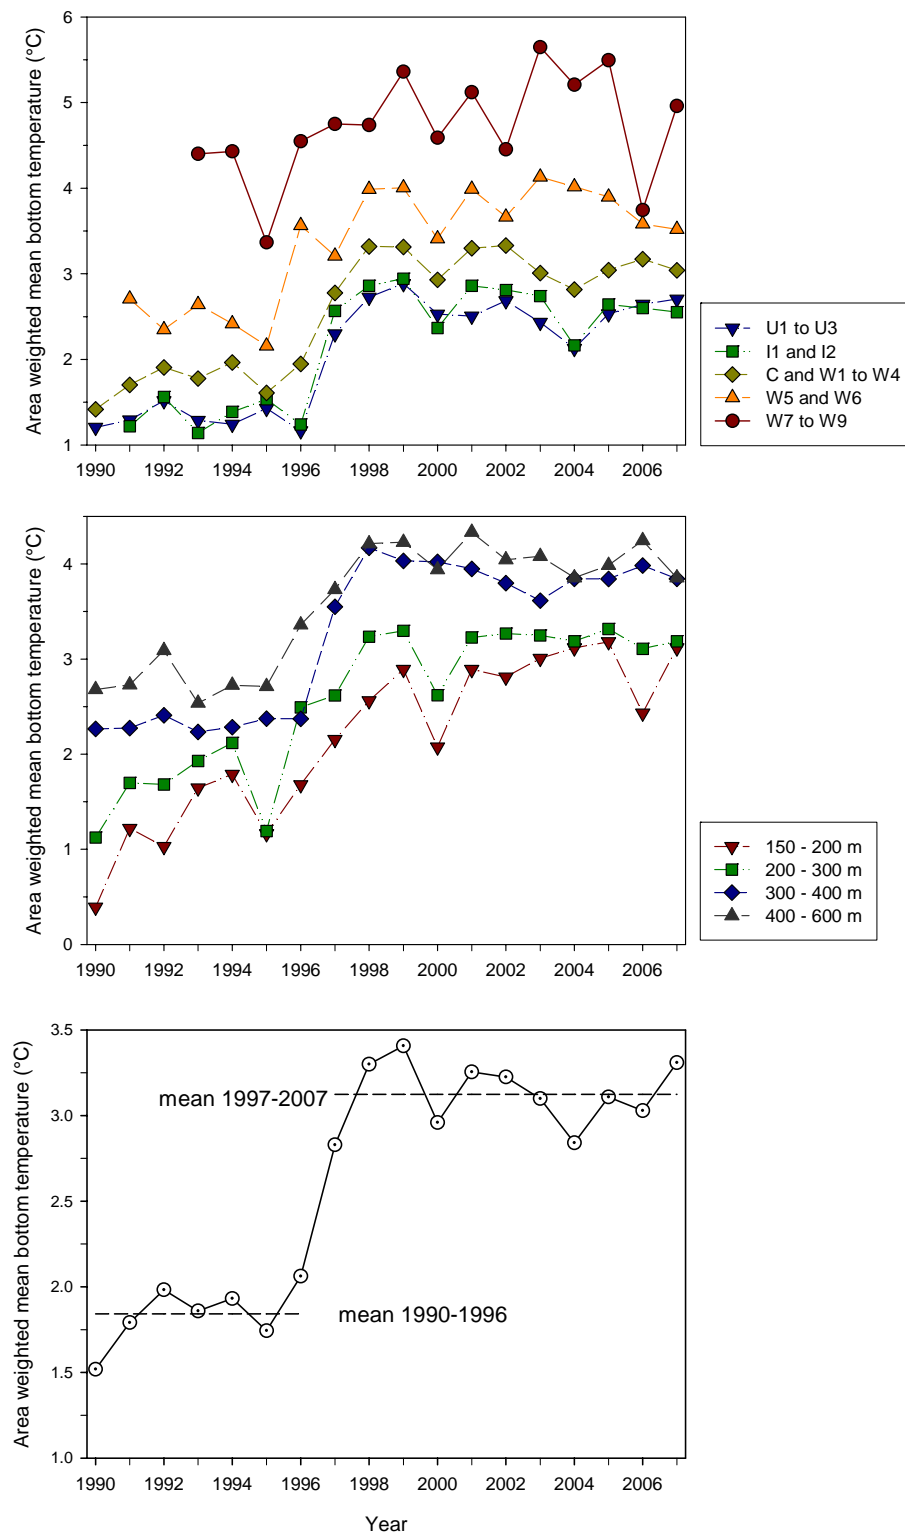 Area weighted mean bottom temperature (°C)
6
5
4
3
2
1
1990 1992 1994 1996 1998 2000 2002 2004 2006
U1 to U3
I1 and I2
C and W1 to W4
W5 and W6
W7 to W9
Area weighted mean bottom temperature (°C)
4
3
2
1
0
1990 1992 1994 1996 1998 2000 2002 2004 2006
150 - 200 m
200 - 300 m
300 - 400 m
400 - 600 m
Area weighted mean bottom temperature (°C)
3.5
3.0
2.5
2.0
1.5
1.0
mean 1997-2007
mean 1990-1996
1990 1992 1994 1996 1998 2000 2002 2004 2006
Year